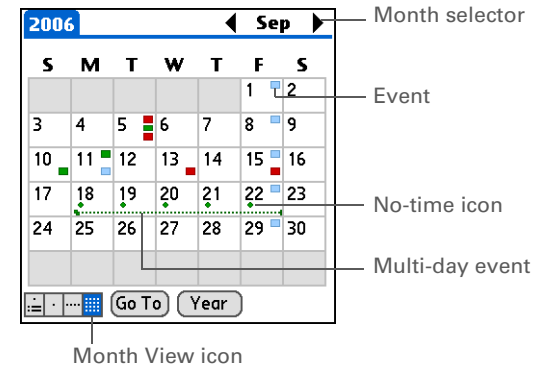 2006 Sep Month selector
S M T W T F S
1 2 Event
3 4 5 6 7 8 9
10 11 12 13 14 15 16
17 18 19 20 21 22 23 No-time icon
24 25 26 27 28 29 30
Multi-day event
Go To Year
Month View icon